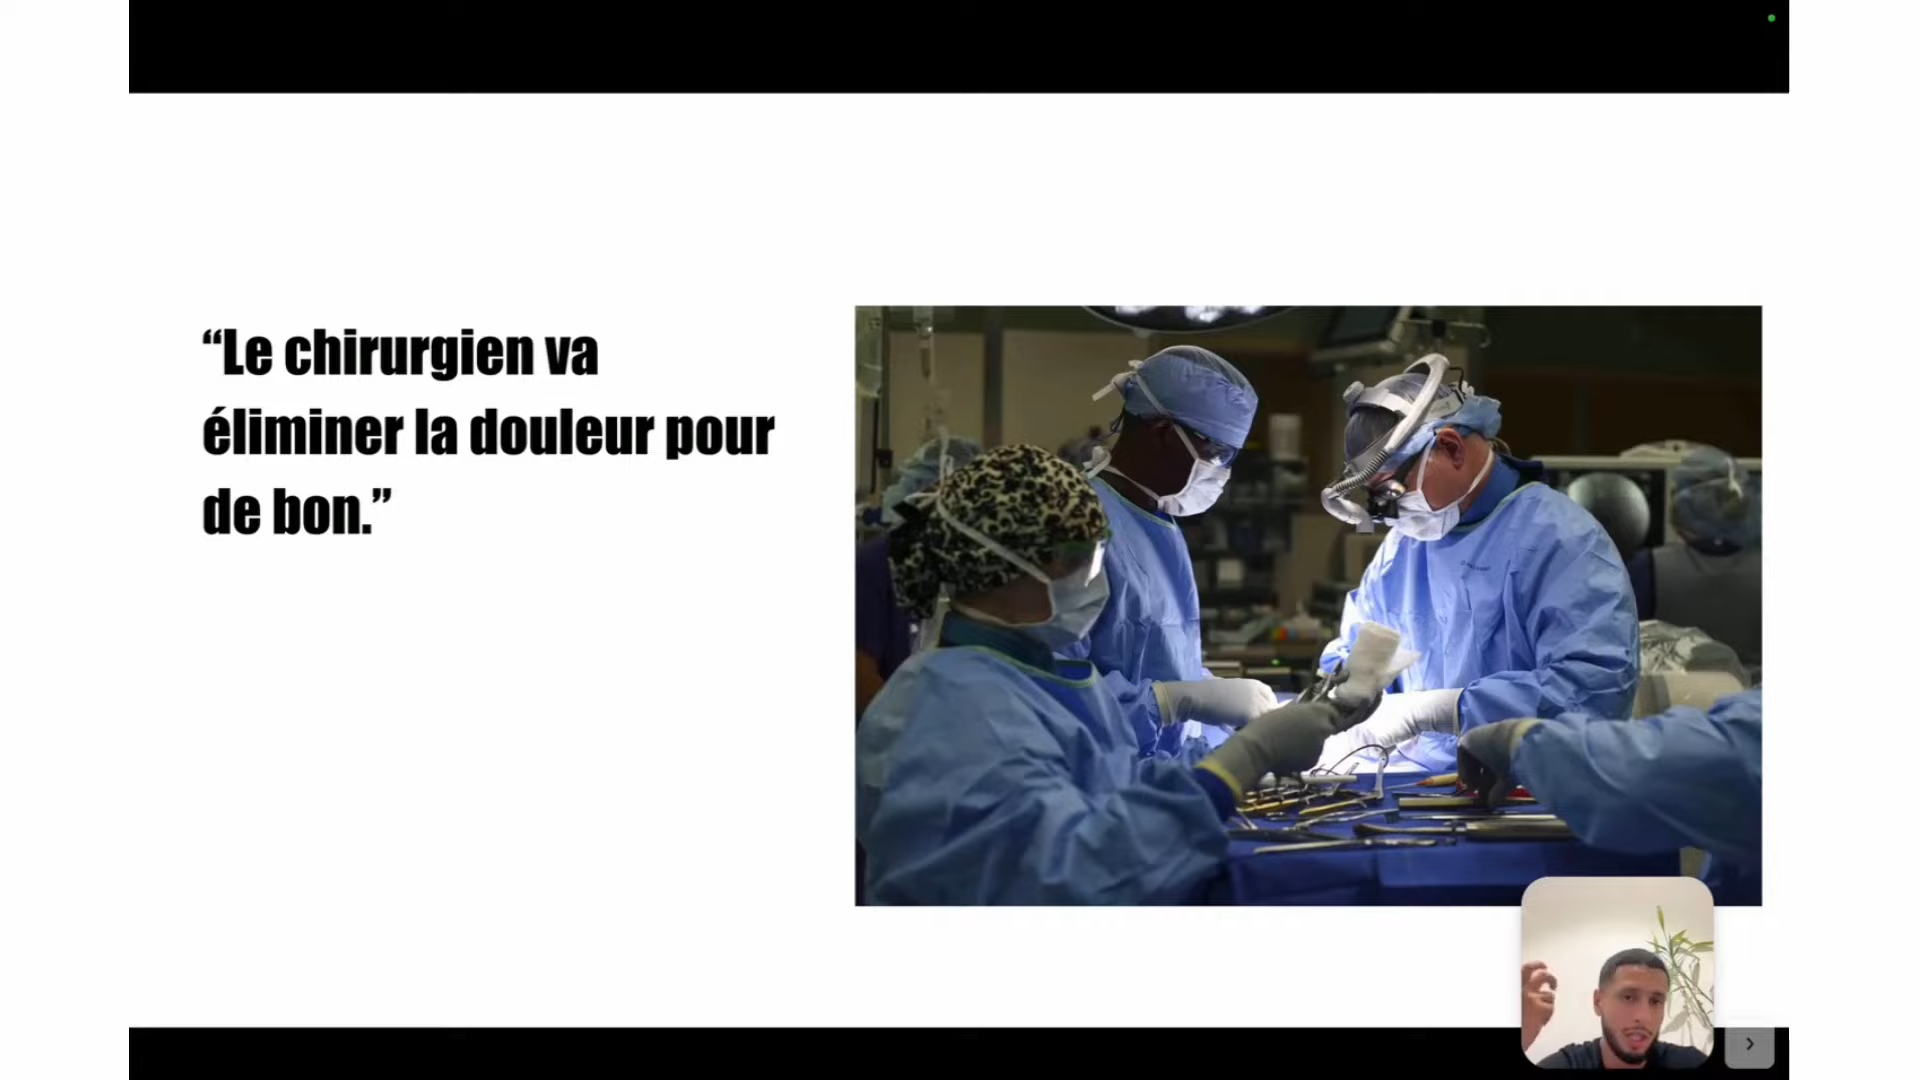 “Le chirurgien va
éliminer la douleur pour
de bon.”